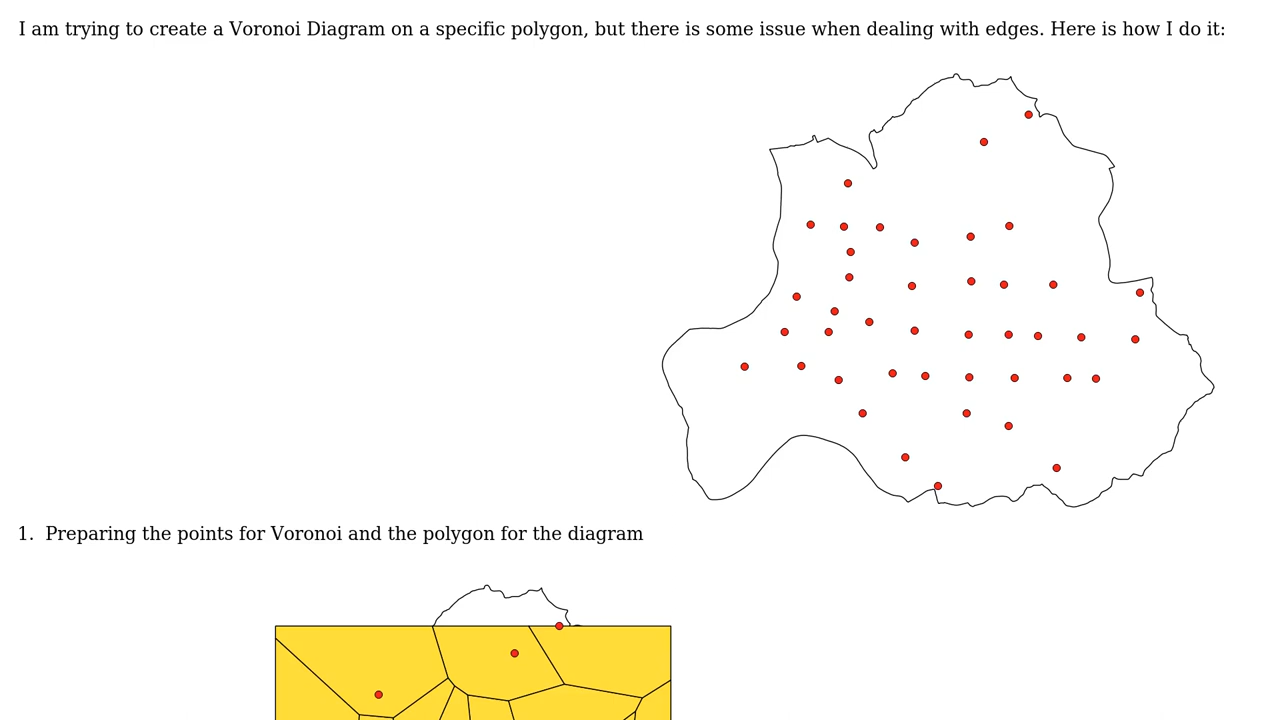 I am trying to create a Voronoi Diagram on a specific polygon, but there is some issue when dealing with edges. Here is how I do it:
1. Preparing the points for Voronoi and the polygon for the diagram